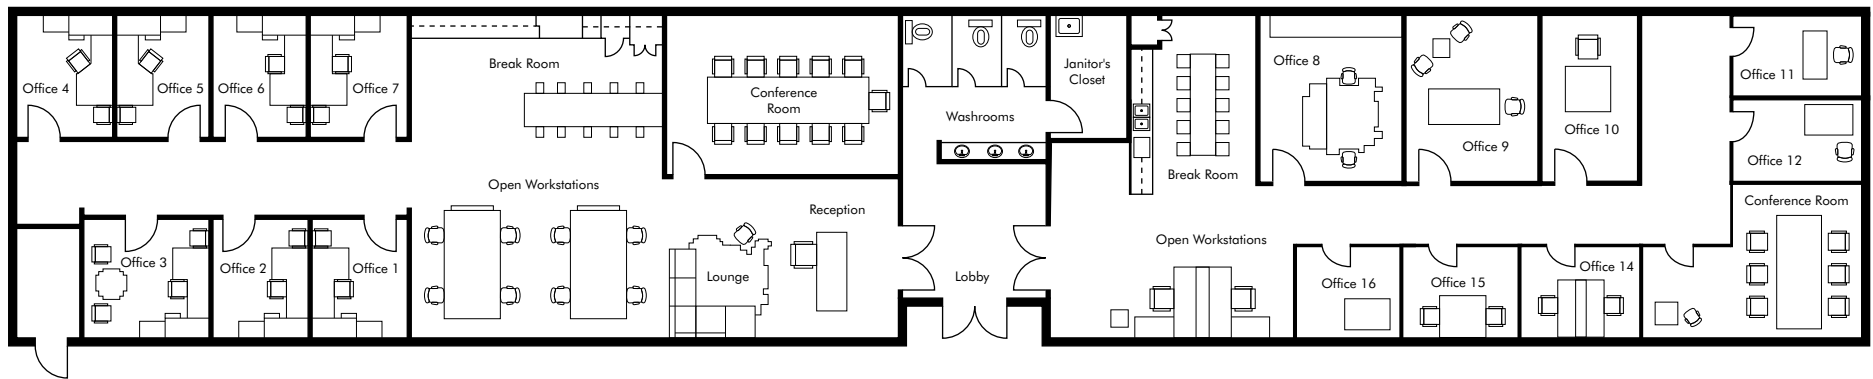 Office 4
Office 5
Office 6
Office 7
Break Room
Conference
Room
Washrooms
Janitor's
Closet
Break Room
Office 8
Office 9
Office 10
Office 11
Office 12
Open Workstations
Reception
Conference Room
Office 3
Office 2
Office 1
Lounge
Lobby
Open Workstations
Office 16
Office 15
Office 14